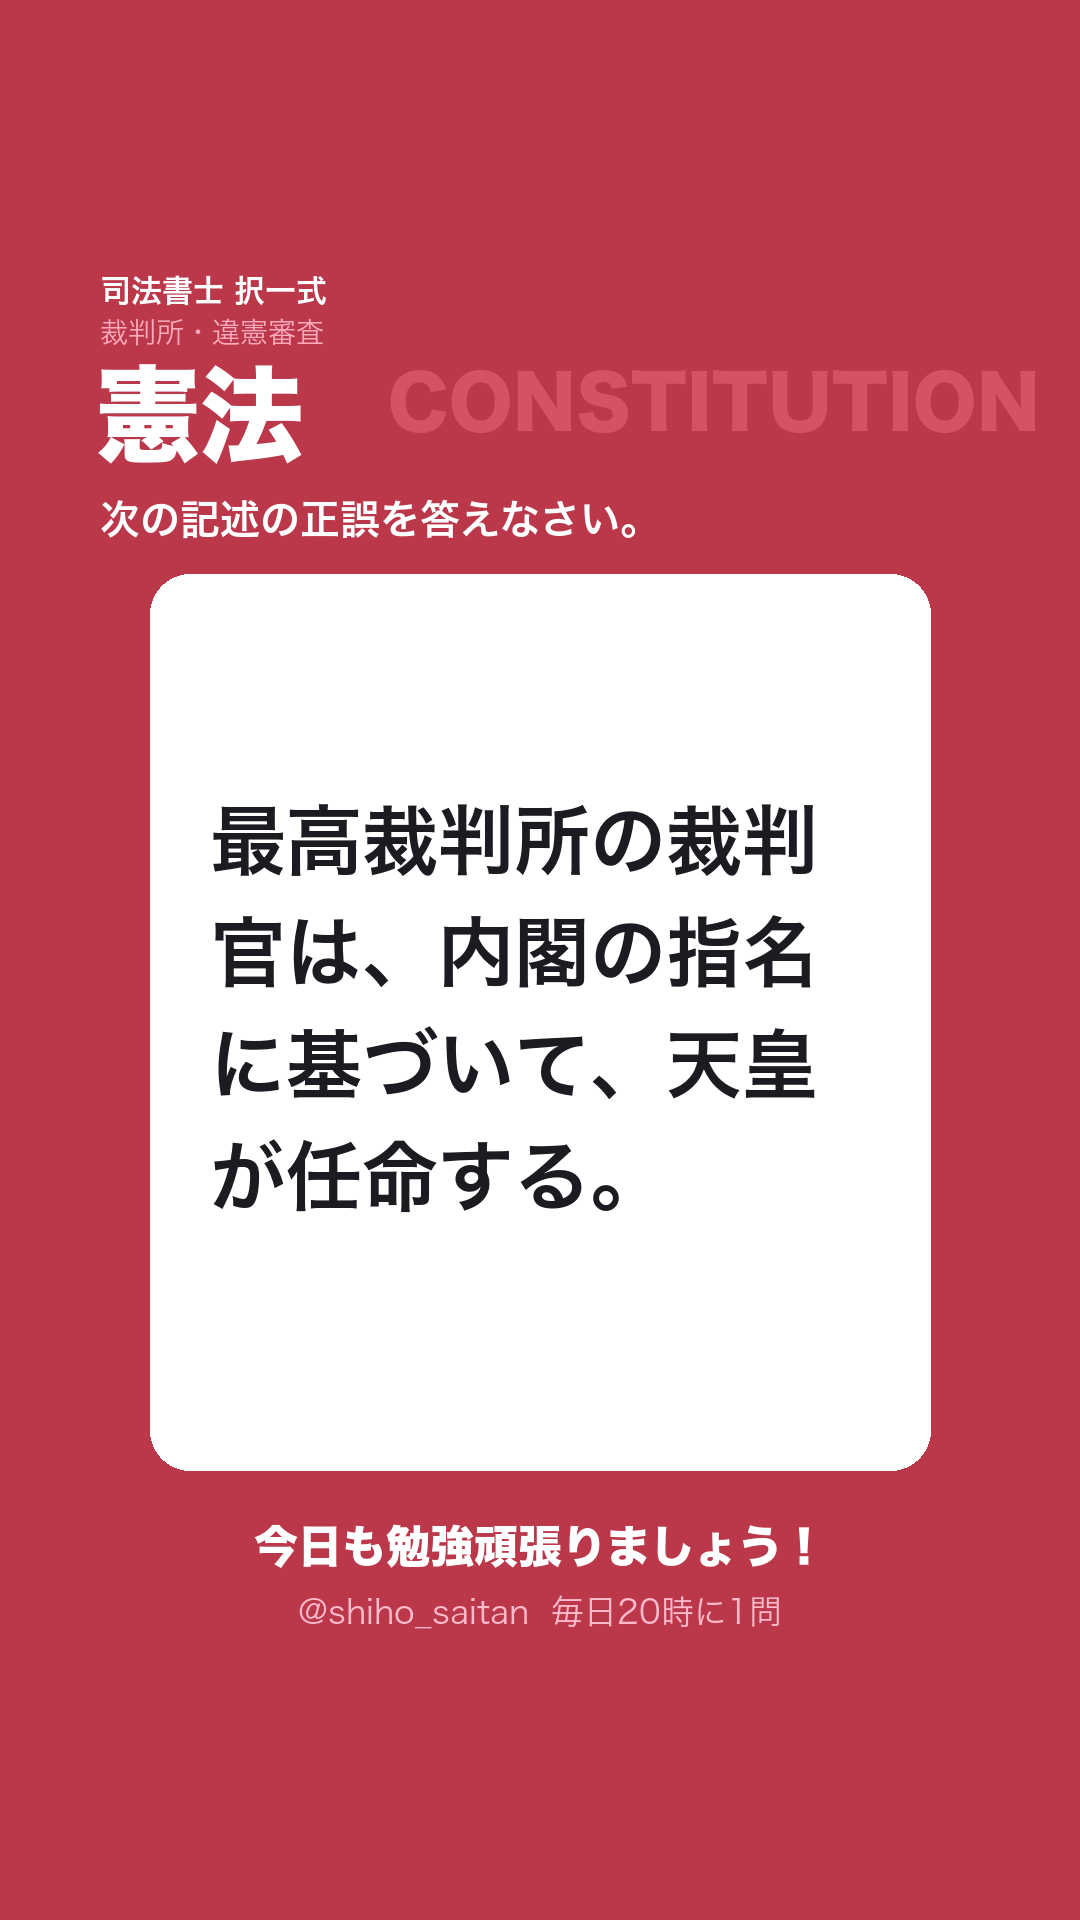 司法書士 択一式
裁判所・違憲審査
憲法
CONSTITUTION
次の記述の正誤を答えなさい。
最高裁判所の裁判
官は、内閣の指名
に基づいて、天皇
が任命する。
今日も勉強頑張りましょう！
@shiho_saitan 毎日20時に1問